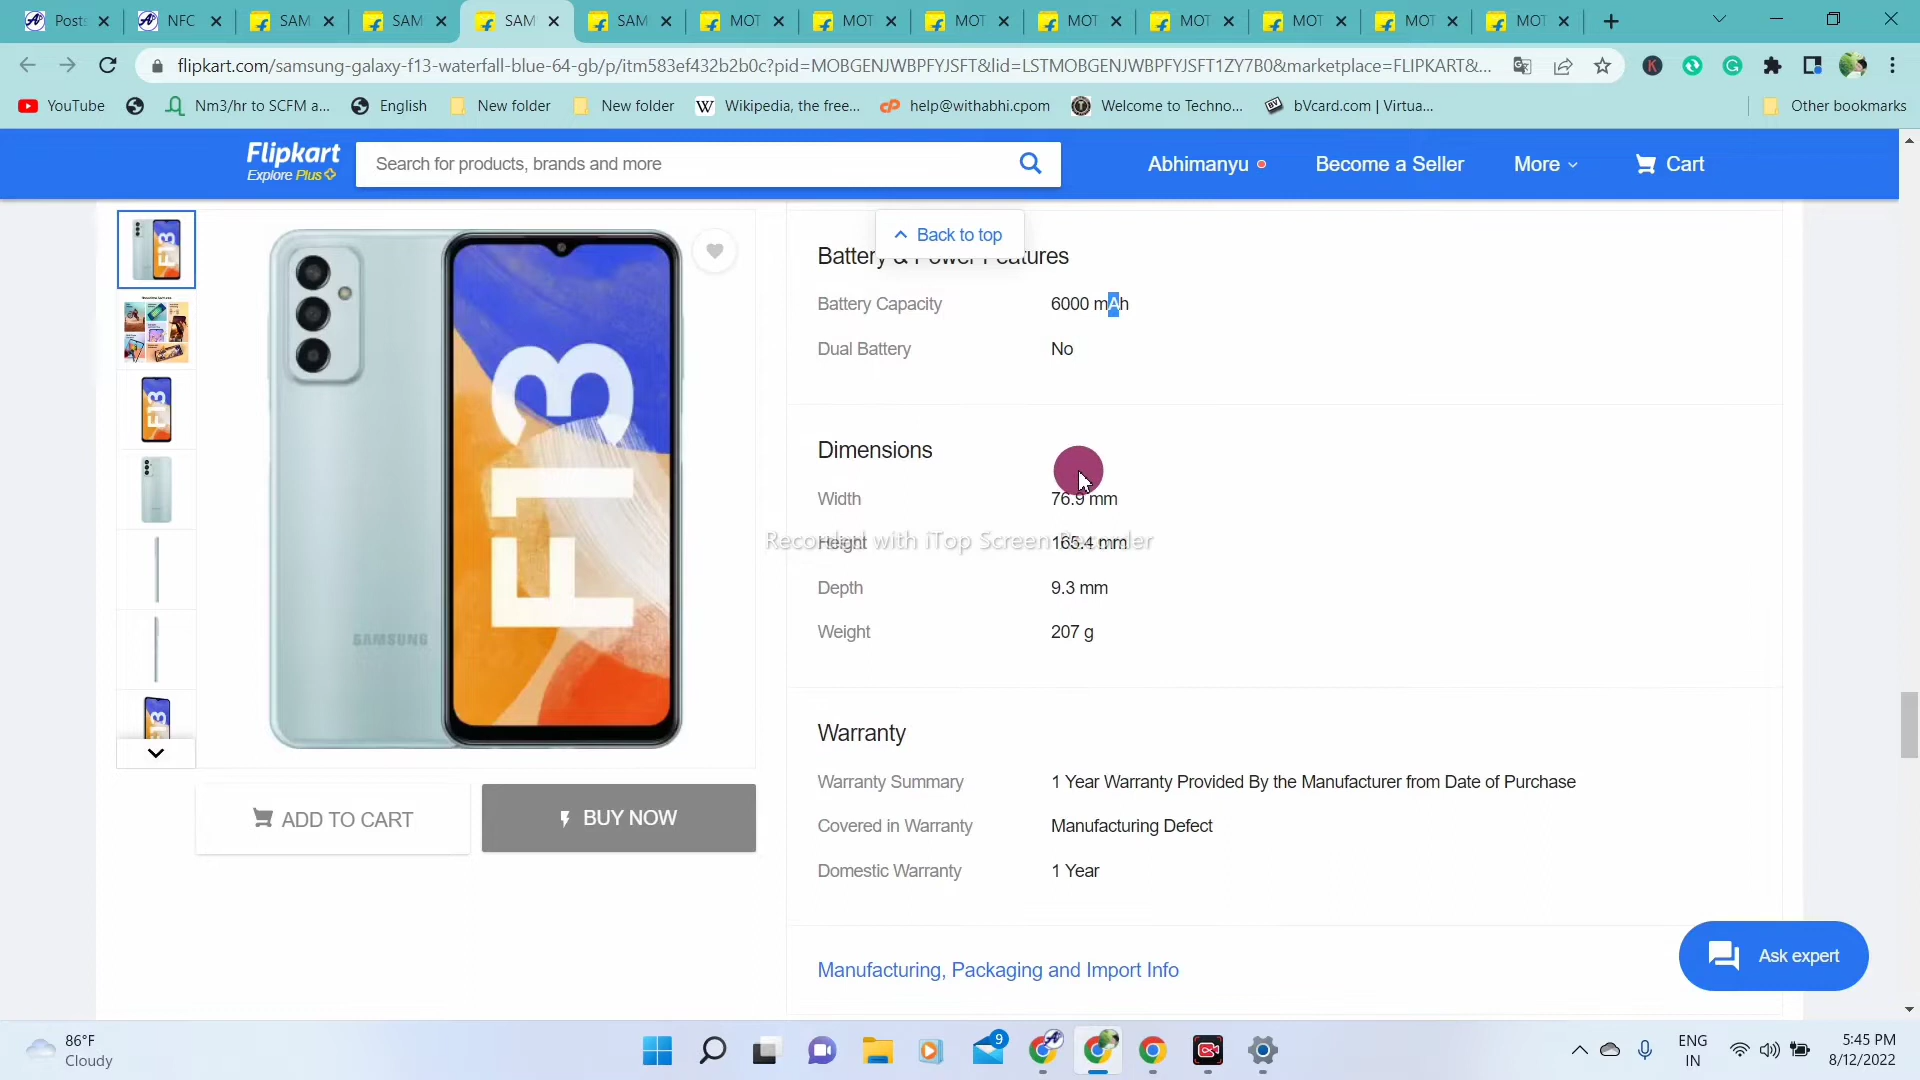 Posts
NFC
SAM
SAM
SAM
SAM
MOT
MOT
MOT
MOT
MOT
MOT
MOT
MOT
flipkart.com/samsung-galaxy-f13-waterfall-blue-64-gb/p/itm583ef432b2b0c?pid=MOBGENJWBPFYJSFT&lid=LSTMOBGENJWBPFYJSFT1ZY7B0&marketplace=FLIPKART&...
YouTube
Nm3/hr to SCFM a...
English
New folder
New folder
Wikipedia, the free...
help@withabhi.cpom
Welcome to Techno...
bVcard.com | Virtua...
Other bookmarks
Flipkart
Explore Plus
Search for products, brands and more
Abhimanyu
Become a Seller
More
Cart
Back to top
Battery & Power Features
Battery Capacity 6000 mAh
Dual Battery No
Dimensions
Width 76.9 mm
Height 165.4 mm
Recorded with iTop Screen Recorder
Depth 9.3 mm
Weight 207 g
Warranty
Warranty Summary 1 Year Warranty Provided By the Manufacturer from Date of Purchase
Covered in Warranty Manufacturing Defect
Domestic Warranty 1 Year
Manufacturing, Packaging and Import Info
F13
SAMSUNG
ADD TO CART
BUY NOW
Ask expert
86°F
Cloudy
9
ENG
IN
5:45 PM
8/12/2022